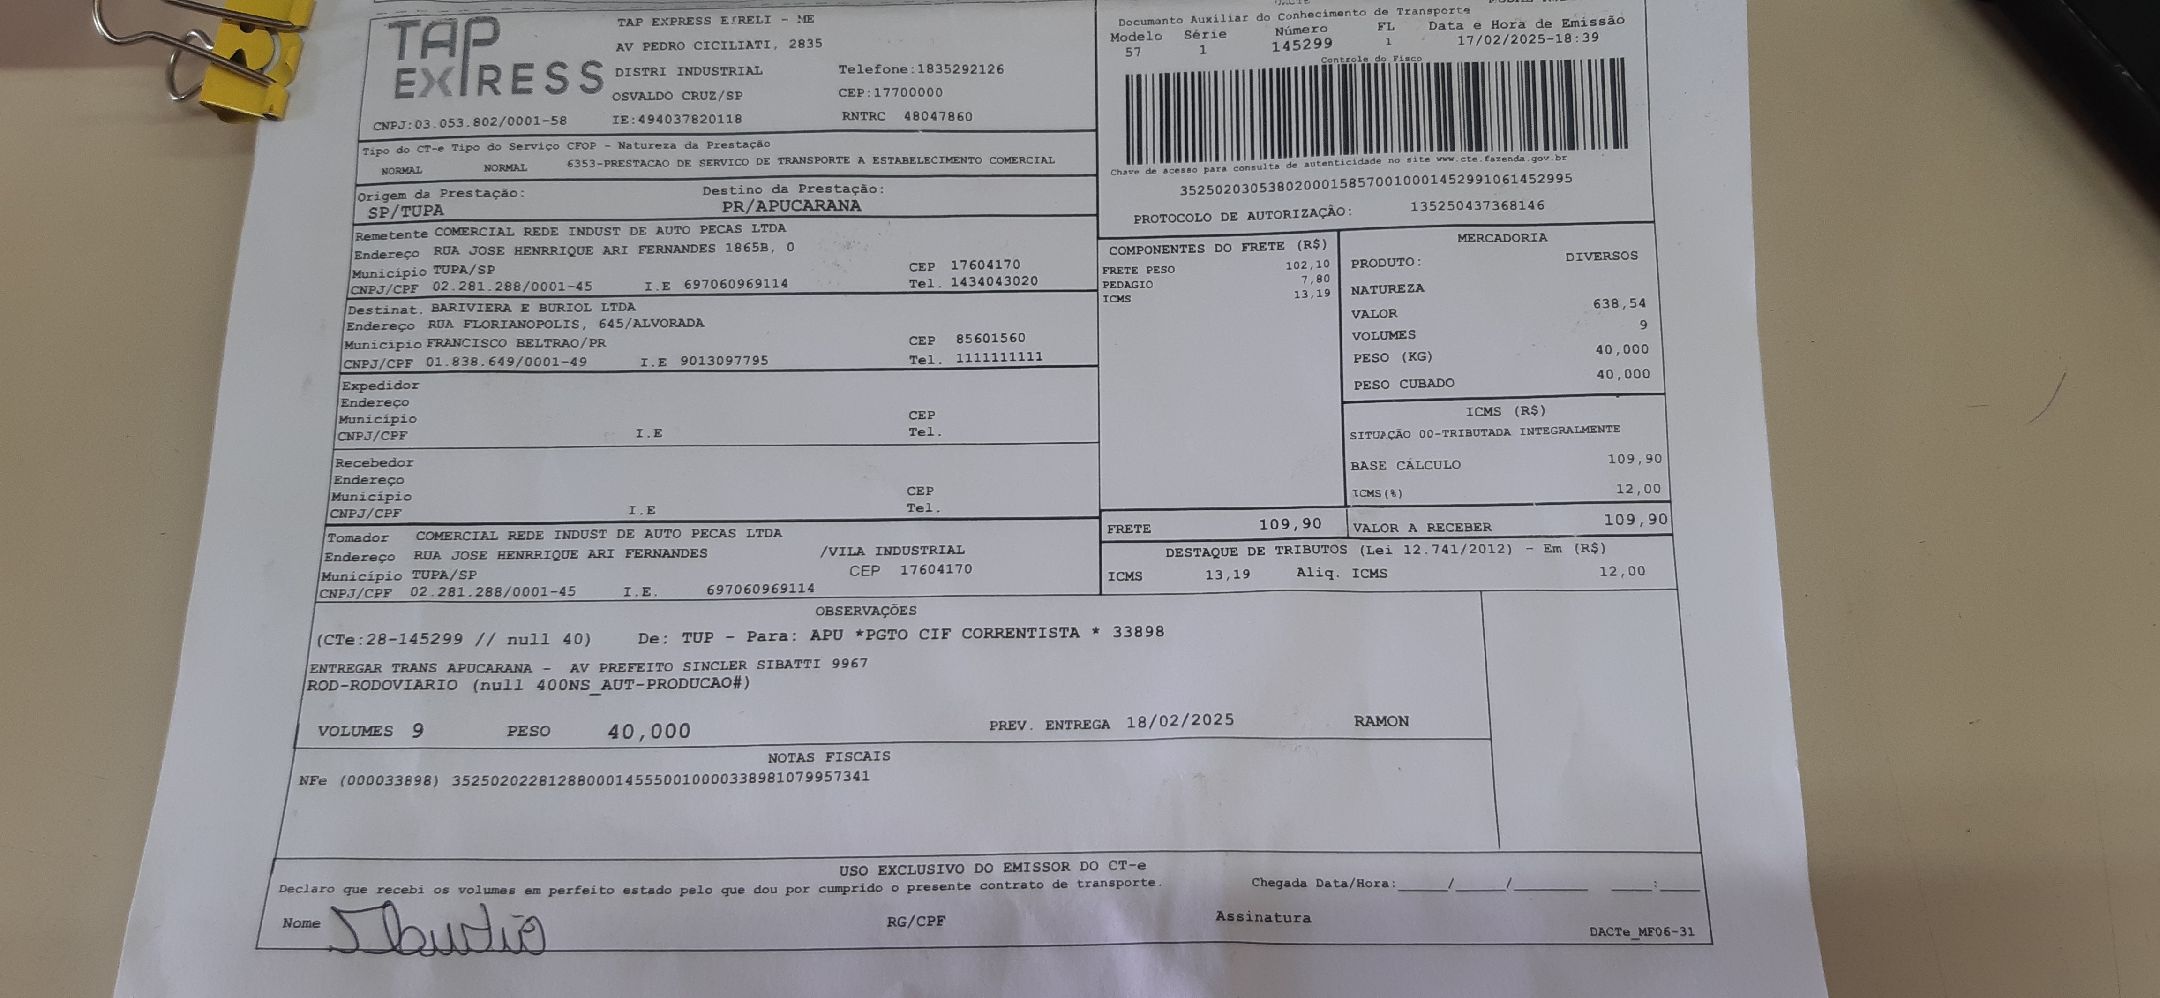 TAP EXPRESS
TAP EXPRESS EIRELI - ME
AV PEDRO CICILIATI, 2835
DISTRI INDUSTRIAL Telefone:1835292126
OSVALDO CRUZ/SP CEP:17700000
CNPJ:03.053.802/0001-58 IE:494037820118 RNTRC 48047860
Documento Auxiliar do Conhecimento de Transporte
Modelo Série Número FL Data e Hora de Emissão
57 1 145299 1 17/02/2025-18:39
Controle do Fisco
Chave de acesso para consulta de autenticidade no site www.cte.fazenda.gov.br
35250203053802000158570010001452991061452995
PROTOCOLO DE AUTORIZAÇÃO: 135250437368146
Tipo do CT-e Tipo do Serviço CFOP - Natureza da Prestação
NORMAL NORMAL 6353-PRESTACAO DE SERVICO DE TRANSPORTE A ESTABELECIMENTO COMERCIAL
Origem da Prestação: Destino da Prestação:
SP/TUPA PR/APUCARANA
Remetente COMERCIAL REDE INDUST DE AUTO PECAS LTDA
Endereço RUA JOSE HENRRIQUE ARI FERNANDES 1865B, 0
Município TUPA/SP CEP 17604170
CNPJ/CPF 02.281.288/0001-45 I.E 697060969114 Tel. 1434043020
Destinat. BARIVIERA E BURIOL LTDA
Endereço RUA FLORIANOPOLIS, 645/ALVORADA
Municipio FRANCISCO BELTRAO/PR CEP 85601560
CNPJ/CPF 01.838.649/0001-49 I.E 9013097795 Tel. 1111111111
Expedidor
Endereço
Município CEP
CNPJ/CPF I.E Tel.
Recebedor
Endereço
Município CEP
CNPJ/CPF I.E Tel.
Tomador COMERCIAL REDE INDUST DE AUTO PECAS LTDA
Endereço RUA JOSE HENRRIQUE ARI FERNANDES /VILA INDUSTRIAL
Município TUPA/SP CEP 17604170
CNPJ/CPF 02.281.288/0001-45 I.E. 697060969114
COMPONENTES DO FRETE (R$)
FRETE PESO 102,10
PEDAGIO 7,80
ICMS 13,19
MERCADORIA
PRODUTO: DIVERSOS
NATUREZA
VALOR 638,54
VOLUMES 9
PESO (KG) 40,000
PESO CUBADO 40,000
ICMS (R$)
SITUAÇÃO 00-TRIBUTADA INTEGRALMENTE
BASE CÁLCULO 109,90
ICMS(%) 12,00
FRETE 109,90 VALOR A RECEBER 109,90
DESTAQUE DE TRIBUTOS (Lei 12.741/2012) - Em (R$)
ICMS 13,19 Aliq. ICMS 12,00
OBSERVAÇÕES
(CTe:28-145299 // null 40) De: TUP - Para: APU *PGTO CIF CORRENTISTA * 33898
ENTREGAR TRANS APUCARANA - AV PREFEITO SINCLER SIBATTI 9967
ROD-RODOVIARIO (null 400NS_AUT-PRODUCAO#)
VOLUMES 9 PESO 40,000 PREV. ENTREGA 18/02/2025 RAMON
NOTAS FISCAIS
NFe (000033898) 35250202281288000145550010000338981079957341
USO EXCLUSIVO DO EMISSOR DO CT-e
Declaro que recebi os volumes em perfeito estado pelo que dou por cumprido o presente contrato de transporte. Chegada Data/Hora:____/____/______ ___:___
Nome RG/CPF Assinatura
DACTe_MF06-31